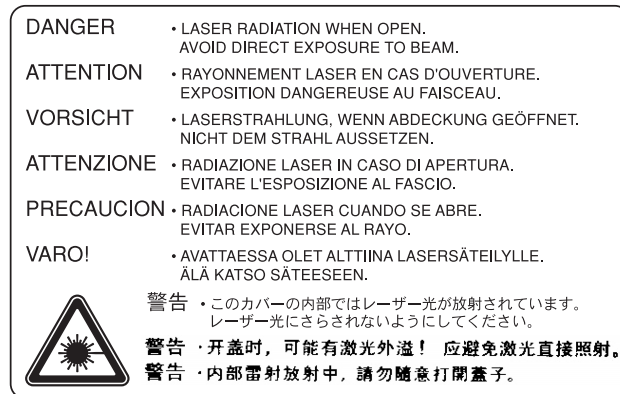 DANGER ・LASER RADIATION WHEN OPEN.
AVOID DIRECT EXPOSURE TO BEAM.
ATTENTION ・RAYONNEMENT LASER EN CAS D'OUVERTURE.
EXPOSITION DANGEREUSE AU FAISCEAU.
VORSICHT ・LASERSTRAHLUNG, WENN ABDECKUNG GEÖFFNET.
NICHT DEM STRAHL AUSSETZEN.
ATTENZIONE ・RADIAZIONE LASER IN CASO DI APERTURA.
EVITARE L'ESPOSIZIONE AL FASCIO.
PRECAUCION ・RADIACIONE LASER CUANDO SE ABRE.
EVITAR EXPONERSE AL RAYO.
VARO! ・AVATTAESSA OLET ALTTIINA LASERSÄTEILYLLE.
ÄLÄ KATSO SÄTEESEEN.
警告 ・このカバーの内部ではレーザー光が放射されています。
レーザー光にさらされないようにしてください。
警告 ・开盖时，可能有激光外溢！ 应避免激光直接照射。
警告 ・内部雷射放射中，請勿隨意打開蓋子。